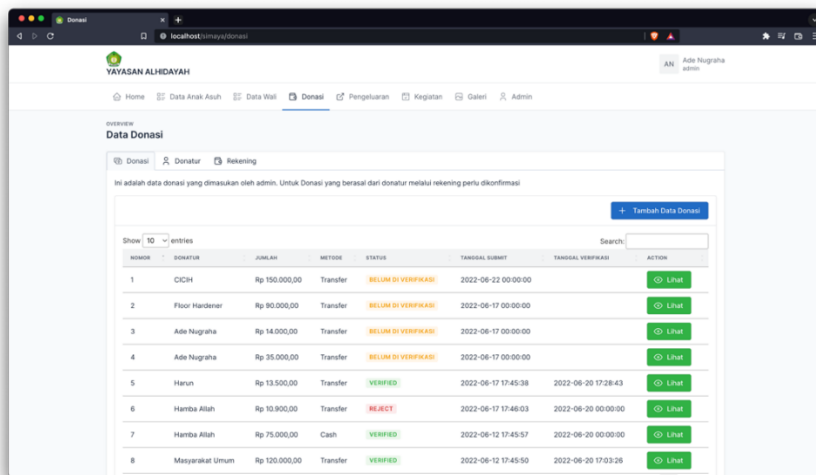 Donasi
localhost/simaya/donasi
YAYASAN ALHIDAYAH
AN Ade Nugraha
admin
Home Data Anak Asuh Data Wali Donasi Pengeluaran Kegiatan Galeri Admin
OVERVIEW
Data Donasi
Donasi Donatur Rekening
Ini adalah data donasi yang dimasukan oleh admin. Untuk Donasi yang berasal dari donatur melalui rekening perlu dikonfirmasi
+ Tambah Data Donasi
Show 10 entries Search:
NOMOR DONATUR JUMLAH METODE STATUS TANGGAL SUBMIT TANGGAL VERIFIKASI ACTION
1 CICIH Rp 150.000,00 Transfer BELUM DI VERIFIKASI 2022-06-22 00:00:00 Lihat
2 Floor Hardener Rp 90.000,00 Transfer BELUM DI VERIFIKASI 2022-06-17 00:00:00 Lihat
3 Ade Nugraha Rp 14.000,00 Transfer BELUM DI VERIFIKASI 2022-06-17 00:00:00 Lihat
4 Ade Nugraha Rp 35.000,00 Transfer BELUM DI VERIFIKASI 2022-06-17 00:00:00 Lihat
5 Harun Rp 13.500,00 Transfer VERIFIED 2022-06-17 17:45:38 2022-06-20 17:28:43 Lihat
6 Hamba Allah Rp 10.900,00 Transfer REJECT 2022-06-17 17:46:03 2022-06-20 00:00:00 Lihat
7 Hamba Allah Rp 75.000,00 Cash VERIFIED 2022-06-12 17:45:57 2022-06-20 00:00:00 Lihat
8 Masyarakat Umum Rp 120.000,00 Transfer VERIFIED 2022-06-12 17:45:50 2022-06-20 17:03:26 Lihat